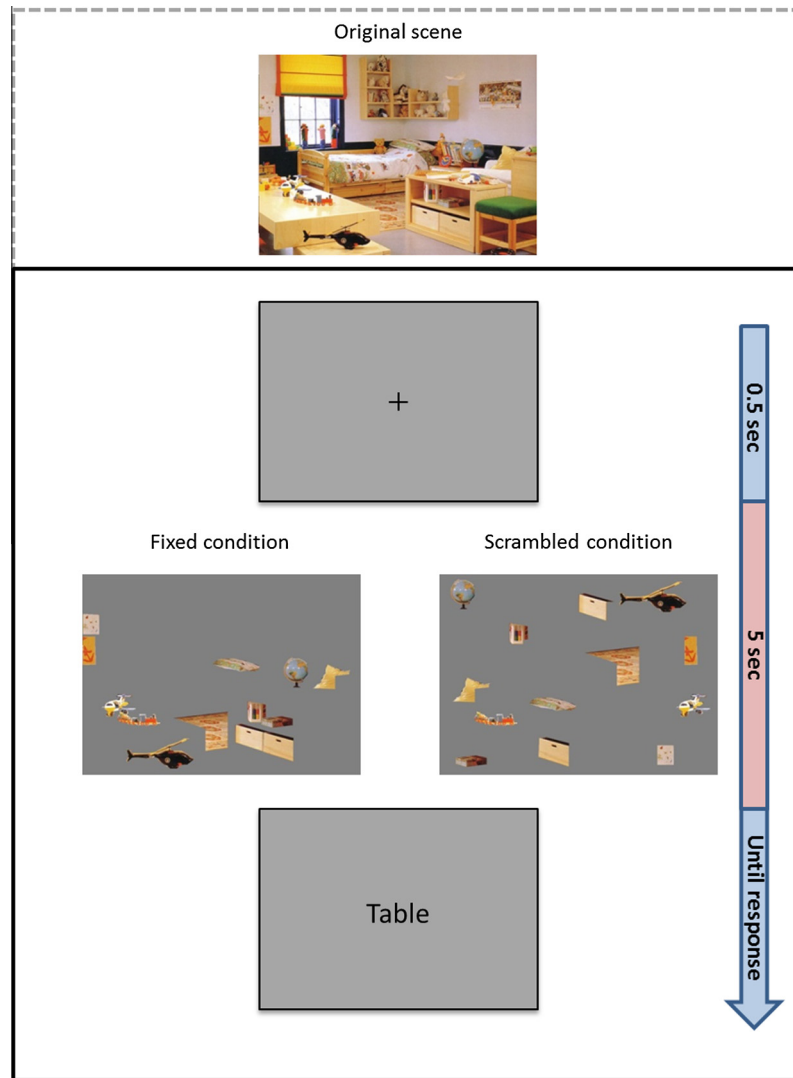 Original scene
+
0.5 sec
Fixed condition
Scrambled condition
5 sec
Table
Until response